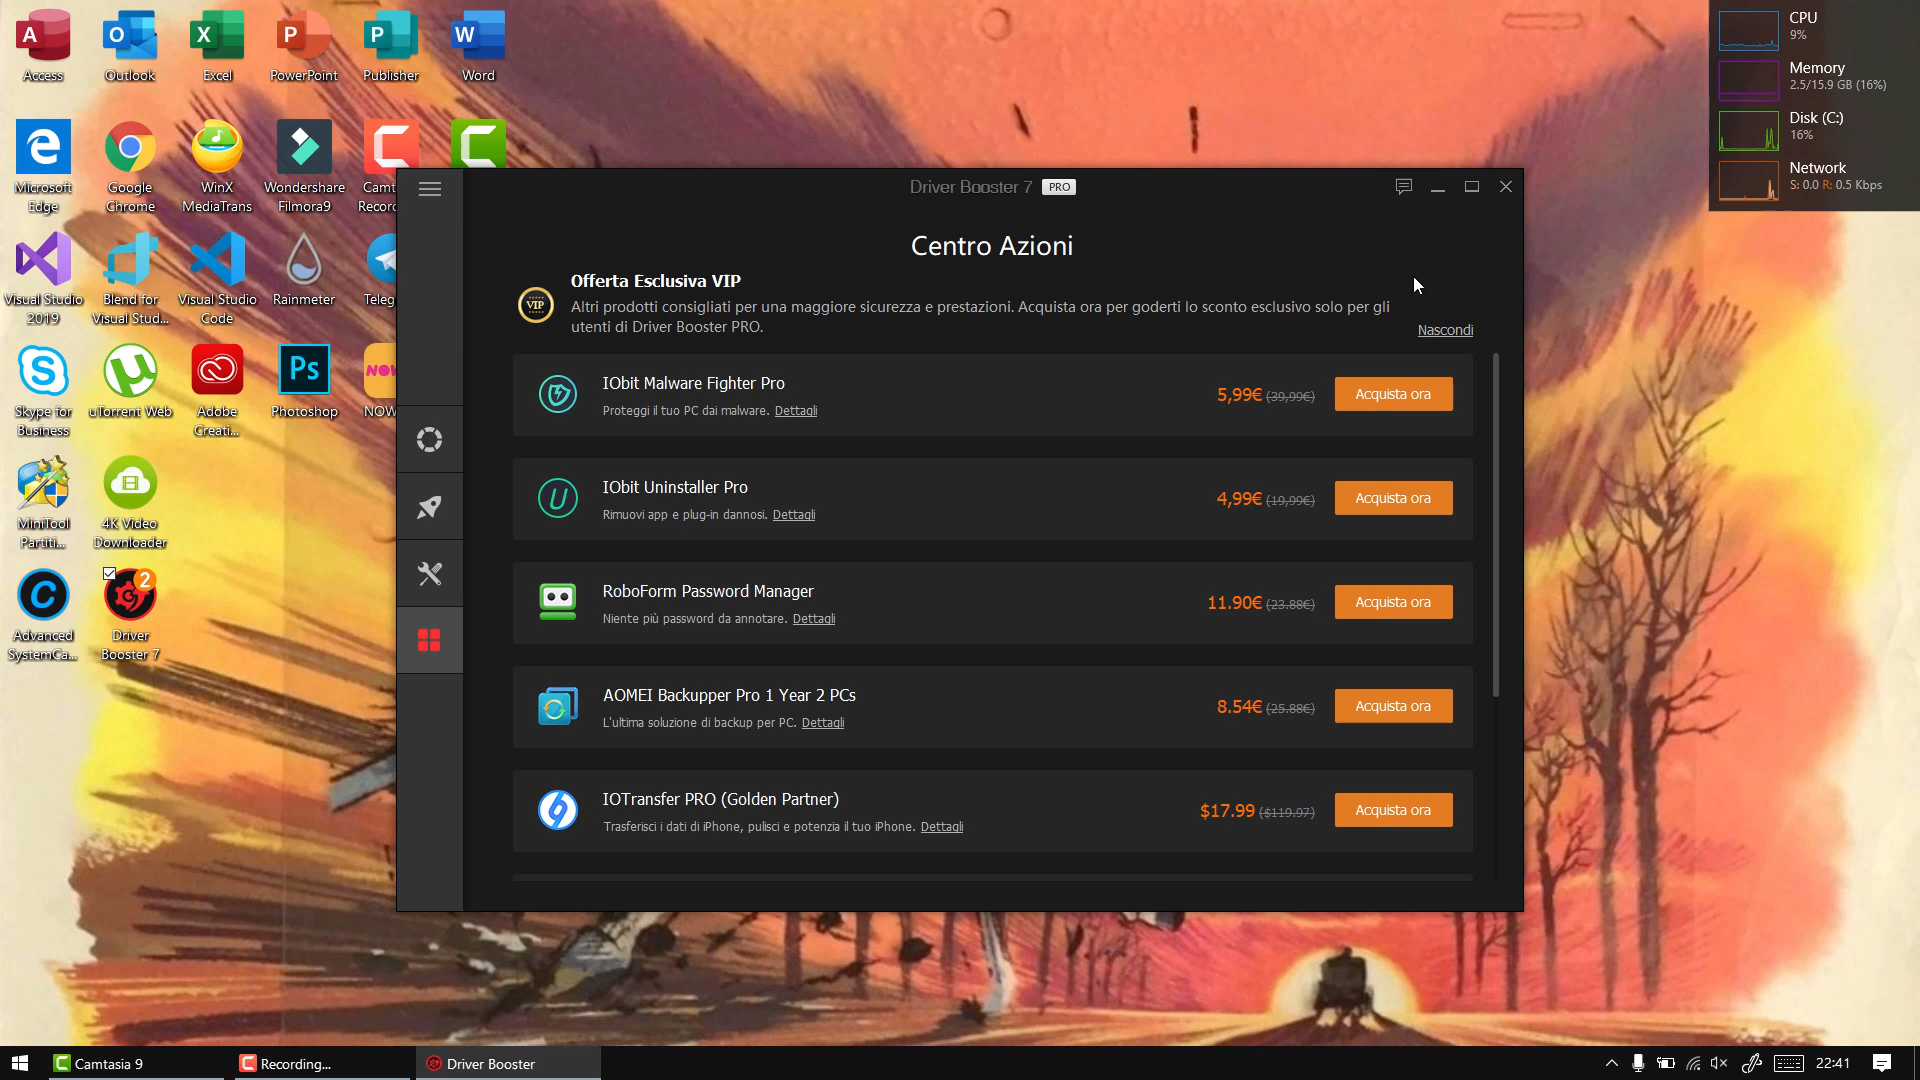 Access
Outlook
Excel
PowerPoint
Publisher
Word
Microsoft
Edge
Google
Chrome
WinX
MediaTrans
Wondershare
Filmora9
Camt
Recor
Visual Studio
2019
Blend for
Visual Stud...
Visual Studio
Code
Rainmeter
Teleg
Skype for
Business
uTorrent Web
Adobe
Creati...
Photoshop
NOW
MiniTool
Partiti...
4K Video
Downloader
Advanced
SystemCa...
2
Driver
Booster 7
CPU
9%
Memory
2.5/15.9 GB (16%)
Disk (C:)
16%
Network
S: 0.0 R: 0.5 Kbps
Driver Booster 7 PRO
Centro Azioni
VIP
Offerta Esclusiva VIP
Altri prodotti consigliati per una maggiore sicurezza e prestazioni. Acquista ora per goderti lo sconto esclusivo solo per gli
utenti di Driver Booster PRO.
Nascondi
IObit Malware Fighter Pro
Proteggi il tuo PC dai malware. Dettagli
5,99€ (39,99€)
Acquista ora
IObit Uninstaller Pro
Rimuovi app e plug-in dannosi. Dettagli
4,99€ (19,99€)
Acquista ora
RoboForm Password Manager
Niente più password da annotare. Dettagli
11.90€ (23.88€)
Acquista ora
AOMEI Backupper Pro 1 Year 2 PCs
L'ultima soluzione di backup per PC. Dettagli
8.54€ (25.88€)
Acquista ora
IOTransfer PRO (Golden Partner)
Trasferisci i dati di iPhone, pulisci e potenzia il tuo iPhone. Dettagli
$17.99 ($119.97)
Acquista ora
Camtasia 9
Recording...
Driver Booster
22:41